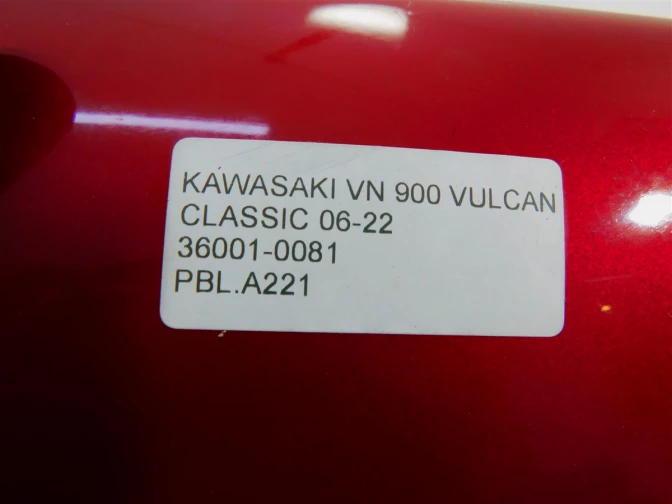 KAWASAKI VN 900 VULCAN
CLASSIC 06-22
36001-0081
PBL.A221